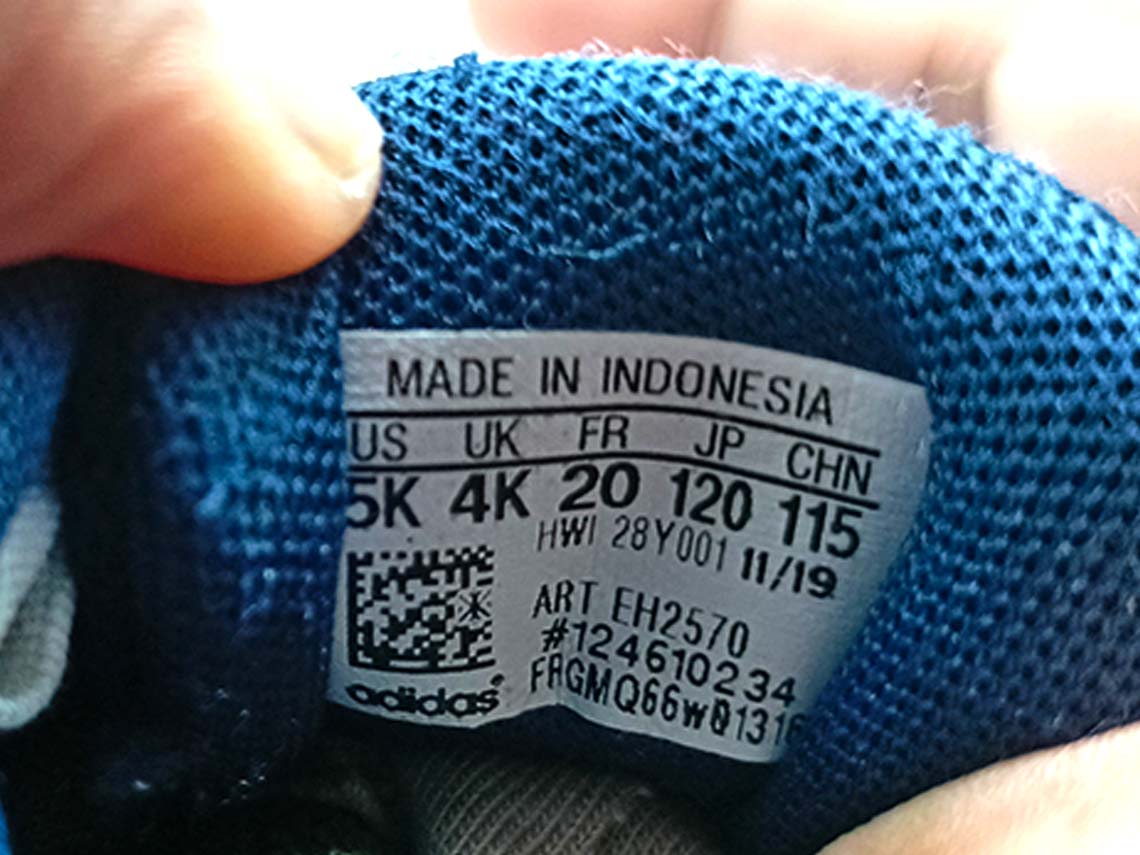 MADE IN INDONESIA
US UK FR JP CHN
5K 4K 20 120 115
HWI 28Y001 11/19
ART EH2570
#124610234
adidas